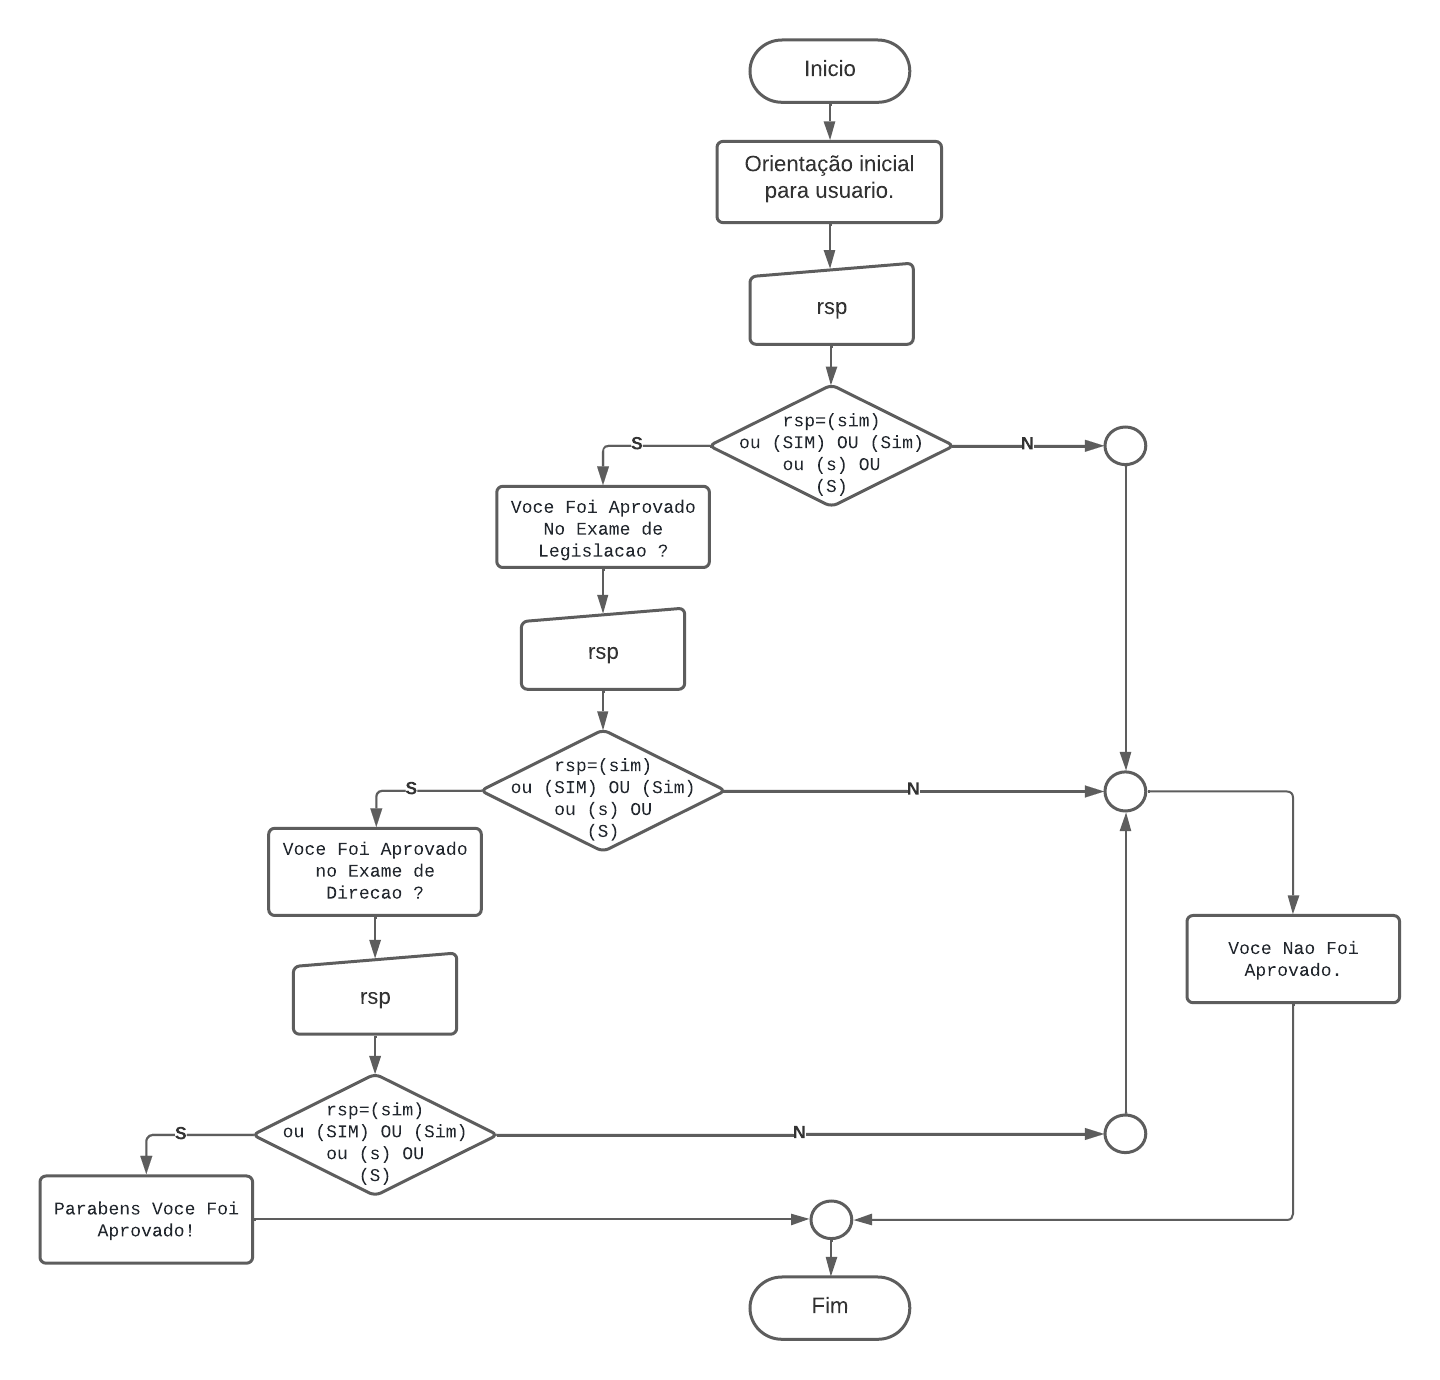 Inicio
Orientação inicial
para usuario.
rsp
rsp=(sim)
ou (SIM) OU (Sim)
ou (s) OU
(S)
S
N
Voce Foi Aprovado
No Exame de
Legislacao ?
rsp
rsp=(sim)
ou (SIM) OU (Sim)
ou (s) OU
(S)
S
N
Voce Foi Aprovado
no Exame de
Direcao ?
Voce Nao Foi
Aprovado.
rsp
rsp=(sim)
ou (SIM) OU (Sim)
ou (s) OU
(S)
S
N
Parabens Voce Foi
Aprovado!
Fim